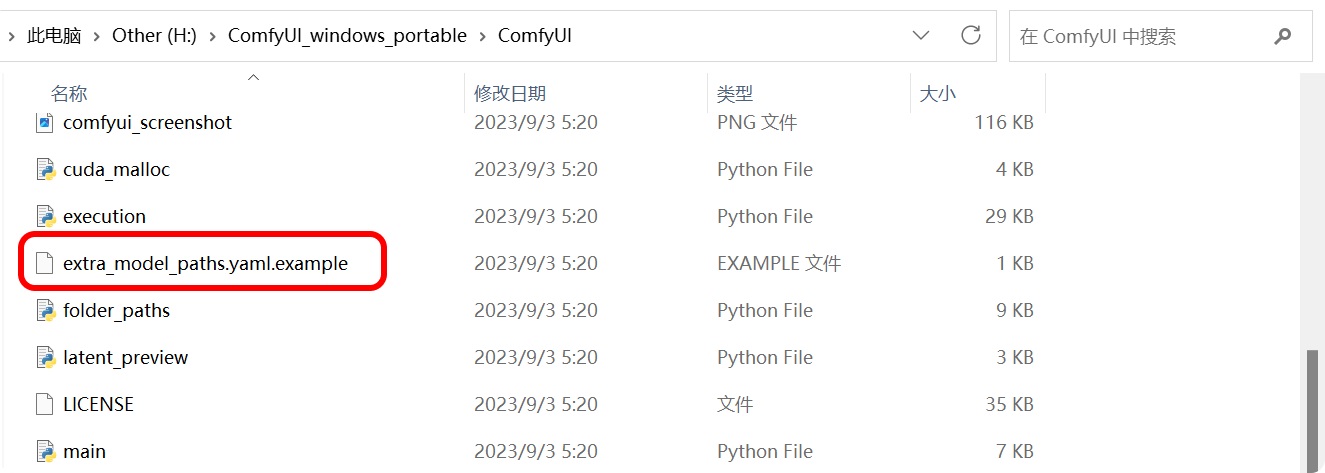 此电脑 Other (H:) ComfyUI_windows_portable ComfyUI 在 ComfyUI 中搜索
名称 修改日期 类型 大小
comfyui_screenshot 2023/9/3 5:20 PNG 文件 116 KB
cuda_malloc 2023/9/3 5:20 Python File 4 KB
execution 2023/9/3 5:20 Python File 29 KB
extra_model_paths.yaml.example 2023/9/3 5:20 EXAMPLE 文件 1 KB
folder_paths 2023/9/3 5:20 Python File 9 KB
latent_preview 2023/9/3 5:20 Python File 3 KB
LICENSE 2023/9/3 5:20 文件 35 KB
main 2023/9/3 5:20 Python File 7 KB